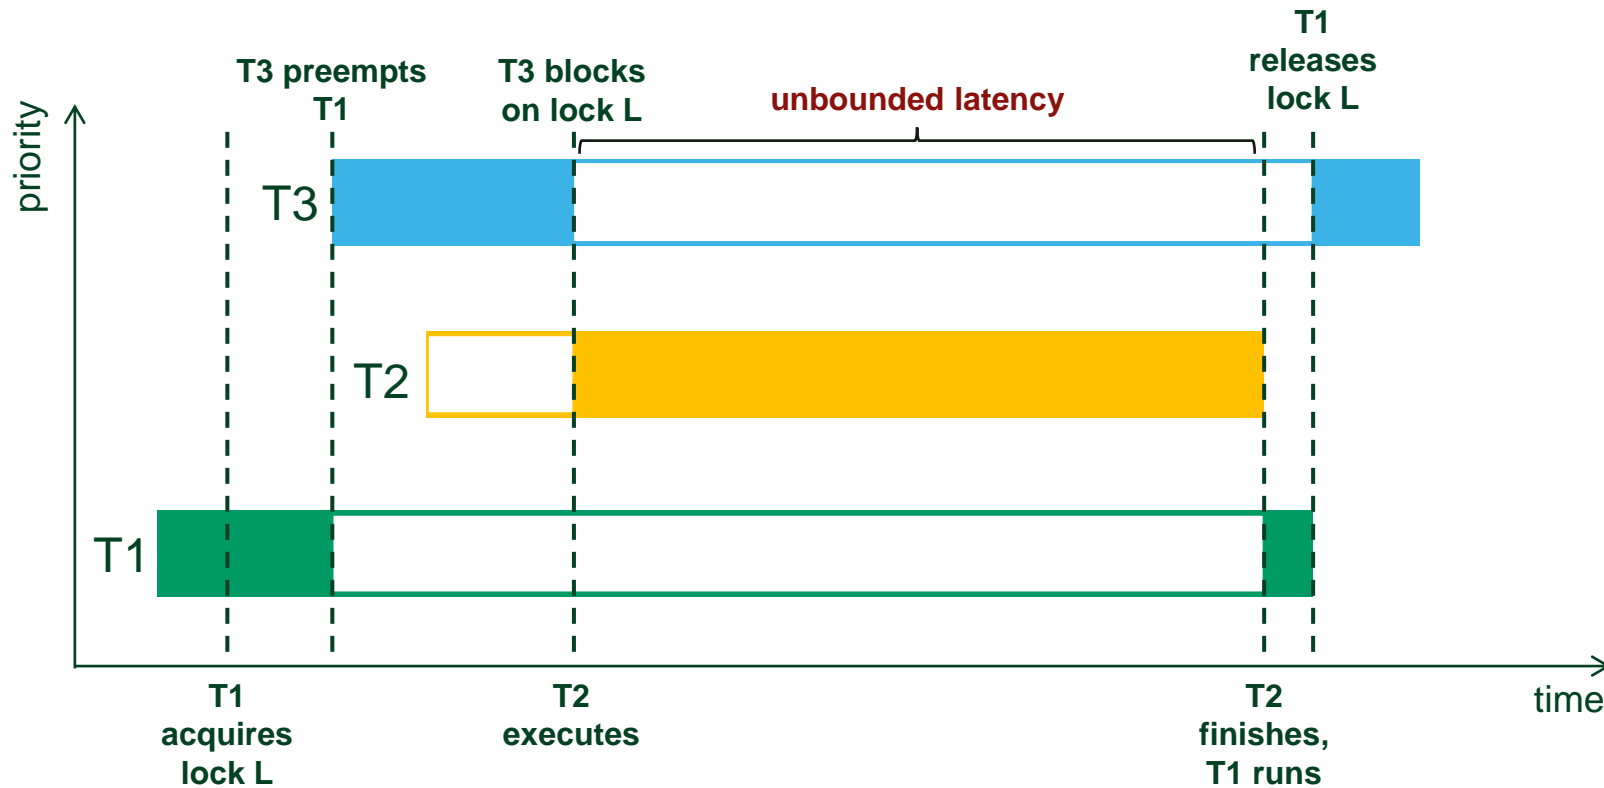 T1
releases
lock L
T3 preempts
T1
T3 blocks
on lock L
unbounded latency
priority
T3
T2
T1
T1
acquires
lock L
T2
executes
T2
finishes,
T1 runs
time